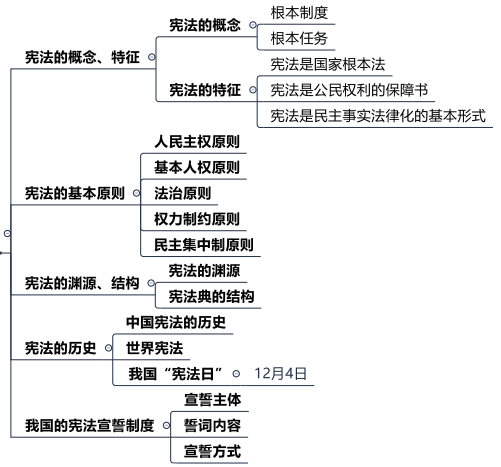 根本制度
宪法的概念
根本任务
宪法的概念、特征
宪法是国家根本法
宪法的特征
宪法是公民权利的保障书
宪法是民主事实法律化的基本形式
人民主权原则
基本人权原则
宪法的基本原则
法治原则
权力制约原则
民主集中制原则
宪法的渊源
宪法的渊源、结构
宪法典的结构
中国宪法的历史
宪法的历史
世界宪法
我国“宪法日”
12月4日
宣誓主体
我国的宪法宣誓制度
誓词内容
宣誓方式